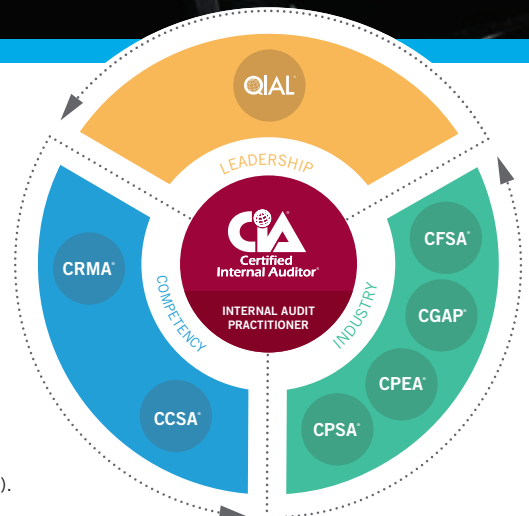 QIAL®
LEADERSHIP
CIA®
Certified
Internal Auditor®
INTERNAL AUDIT
PRACTITIONER
COMPETENCY
CRMA®
CCSA®
INDUSTRY
CFSA®
CGAP®
CPEA®
CPSA®
).